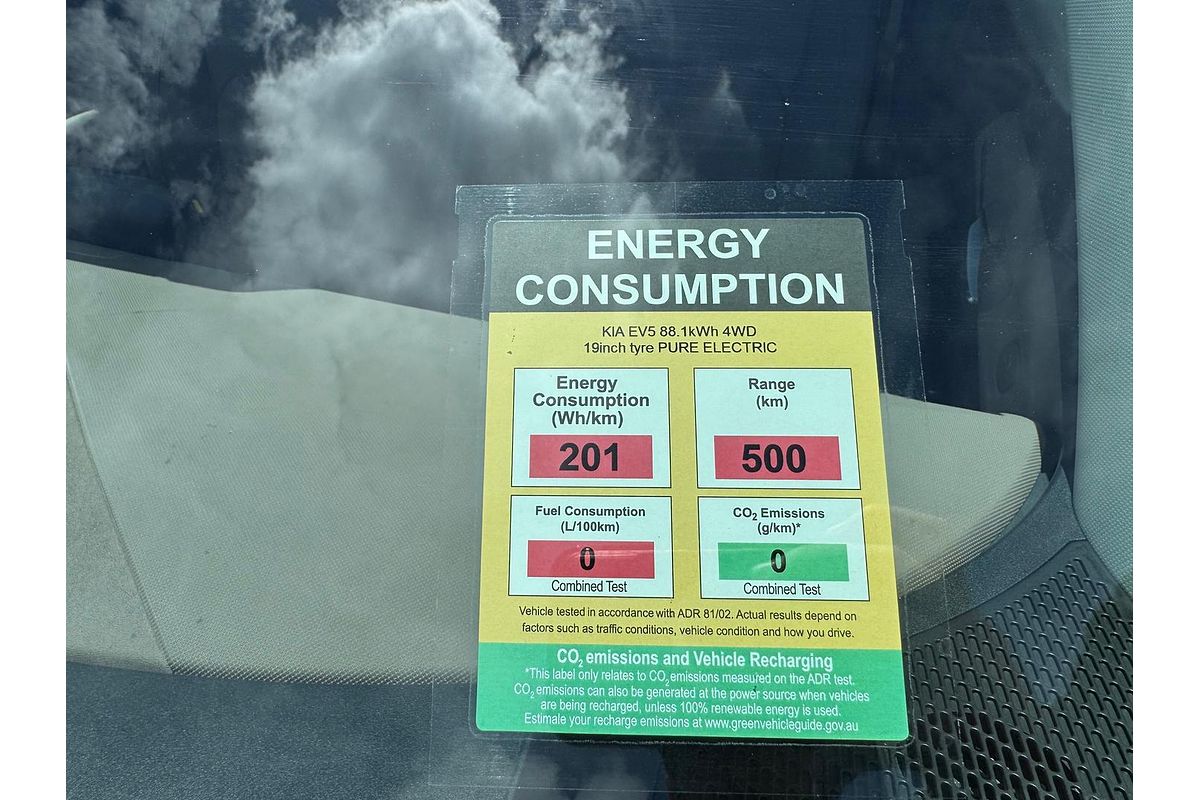 ENERGY
CONSUMPTION
KIA EV5 88.1kWh 4WD
19inch tyre PURE ELECTRIC
Energy
Consumption
(Wh/km)
201
Range
(km)
500
Fuel Consumption
(L/100km)
0
Combined Test
CO₂ Emissions
(g/km)*
0
Combined Test
Vehicle tested in accordance with ADR 81/02. Actual results depend on
factors such as traffic conditions, vehicle condition and how you drive.
CO₂ emissions and Vehicle Recharging
*This label only relates to CO₂ emissions measured on the ADR test.
CO₂ emissions can also be generated at the power source when vehicles
are being recharged, unless 100% renewable energy is used.
Estimate your recharge emissions at www.greenvehicleguide.gov.au